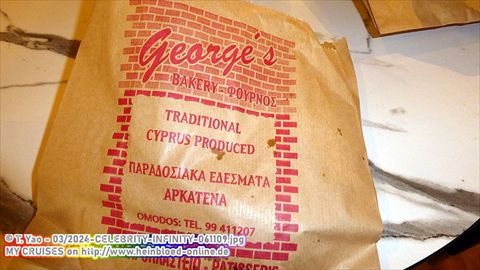 George's
BAKERY - ΦΟΥΡΝΟΣ
TRADITIONAL
CYPRUS PRODUCED
ΠΑΡΑΔΟΣΙΑΚΑ ΕΔΕΣΜΑΤΑ
ΑΡΚΑΤΕΝΑ
OMODOS: TEL. 99 411207
PATISSERIE
© T. Yao - 03/2024-CELEBRITY-INFINITY-061109.jpg
MY CRUISES on http://www.heinbloed-online.de